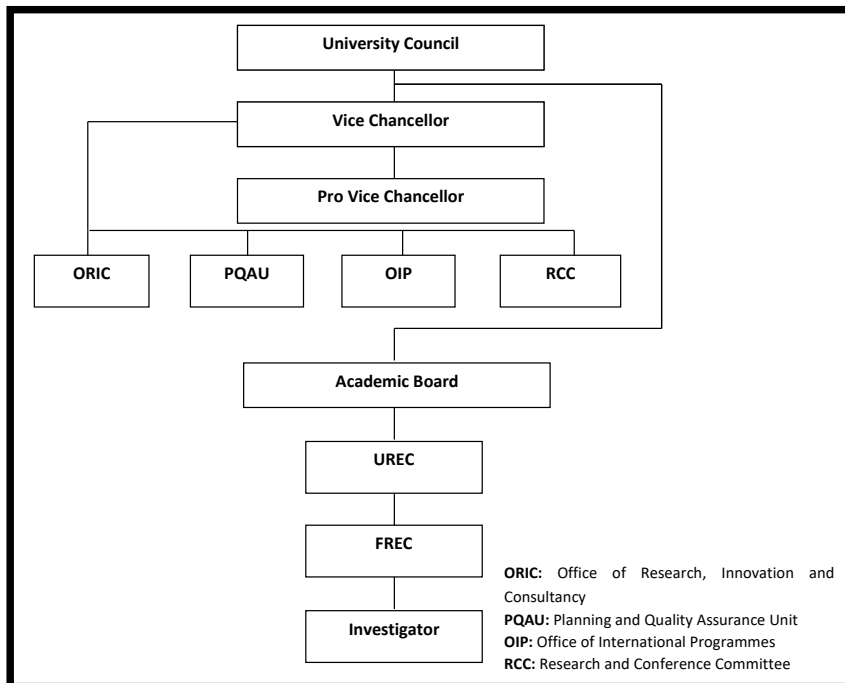 University Council
Vice Chancellor
Pro Vice Chancellor
ORIC
PQAU
OIP
RCC
Academic Board
UREC
FREC
Investigator
ORIC: Office of Research, Innovation and
Consultancy
PQAU: Planning and Quality Assurance Unit
OIP: Office of International Programmes
RCC: Research and Conference Committee